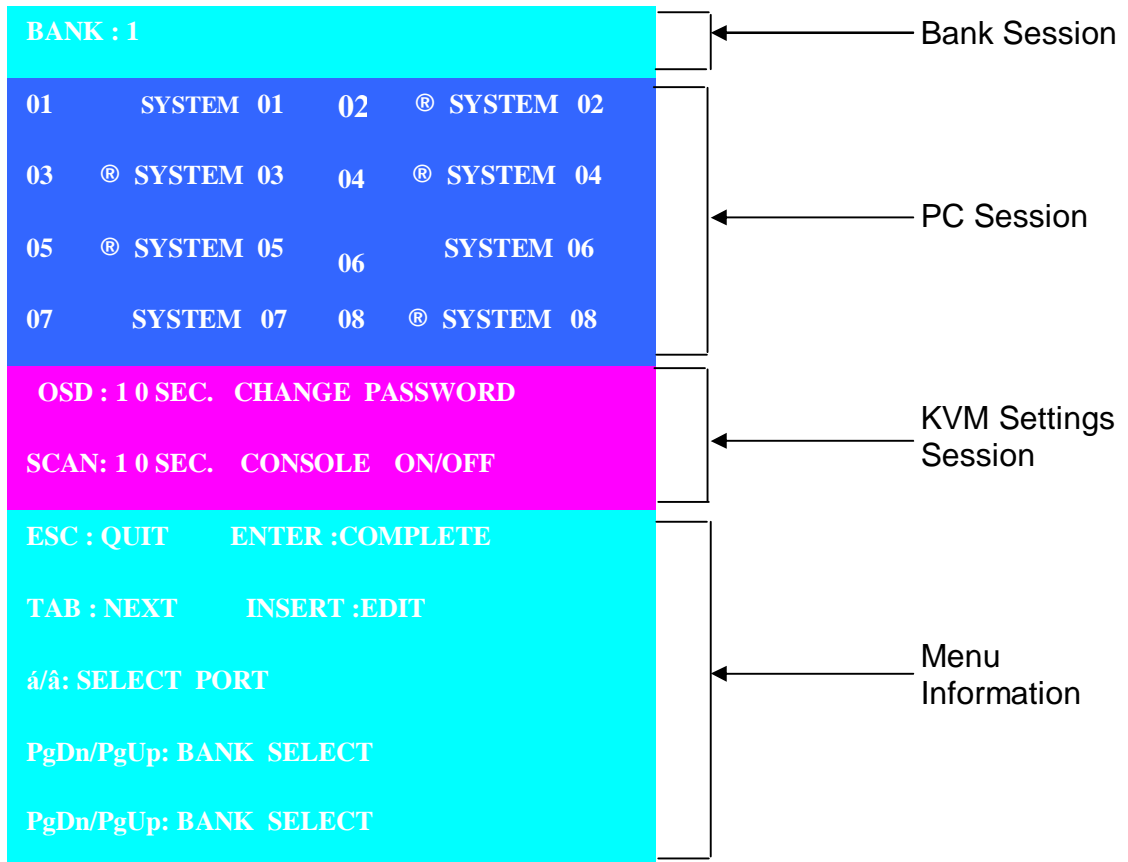 BANK : 1
Bank Session
01 SYSTEM 01 02 ® SYSTEM 02
03 ® SYSTEM 03 04 ® SYSTEM 04
PC Session
05 ® SYSTEM 05 06 SYSTEM 06
07 SYSTEM 07 08 ® SYSTEM 08
OSD : 1 0 SEC. CHANGE PASSWORD
SCAN: 1 0 SEC. CONSOLE ON/OFF
KVM Settings
Session
ESC : QUIT ENTER :COMPLETE
TAB : NEXT INSERT :EDIT
á/â: SELECT PORT
Menu
Information
PgDn/PgUp: BANK SELECT
PgDn/PgUp: BANK SELECT